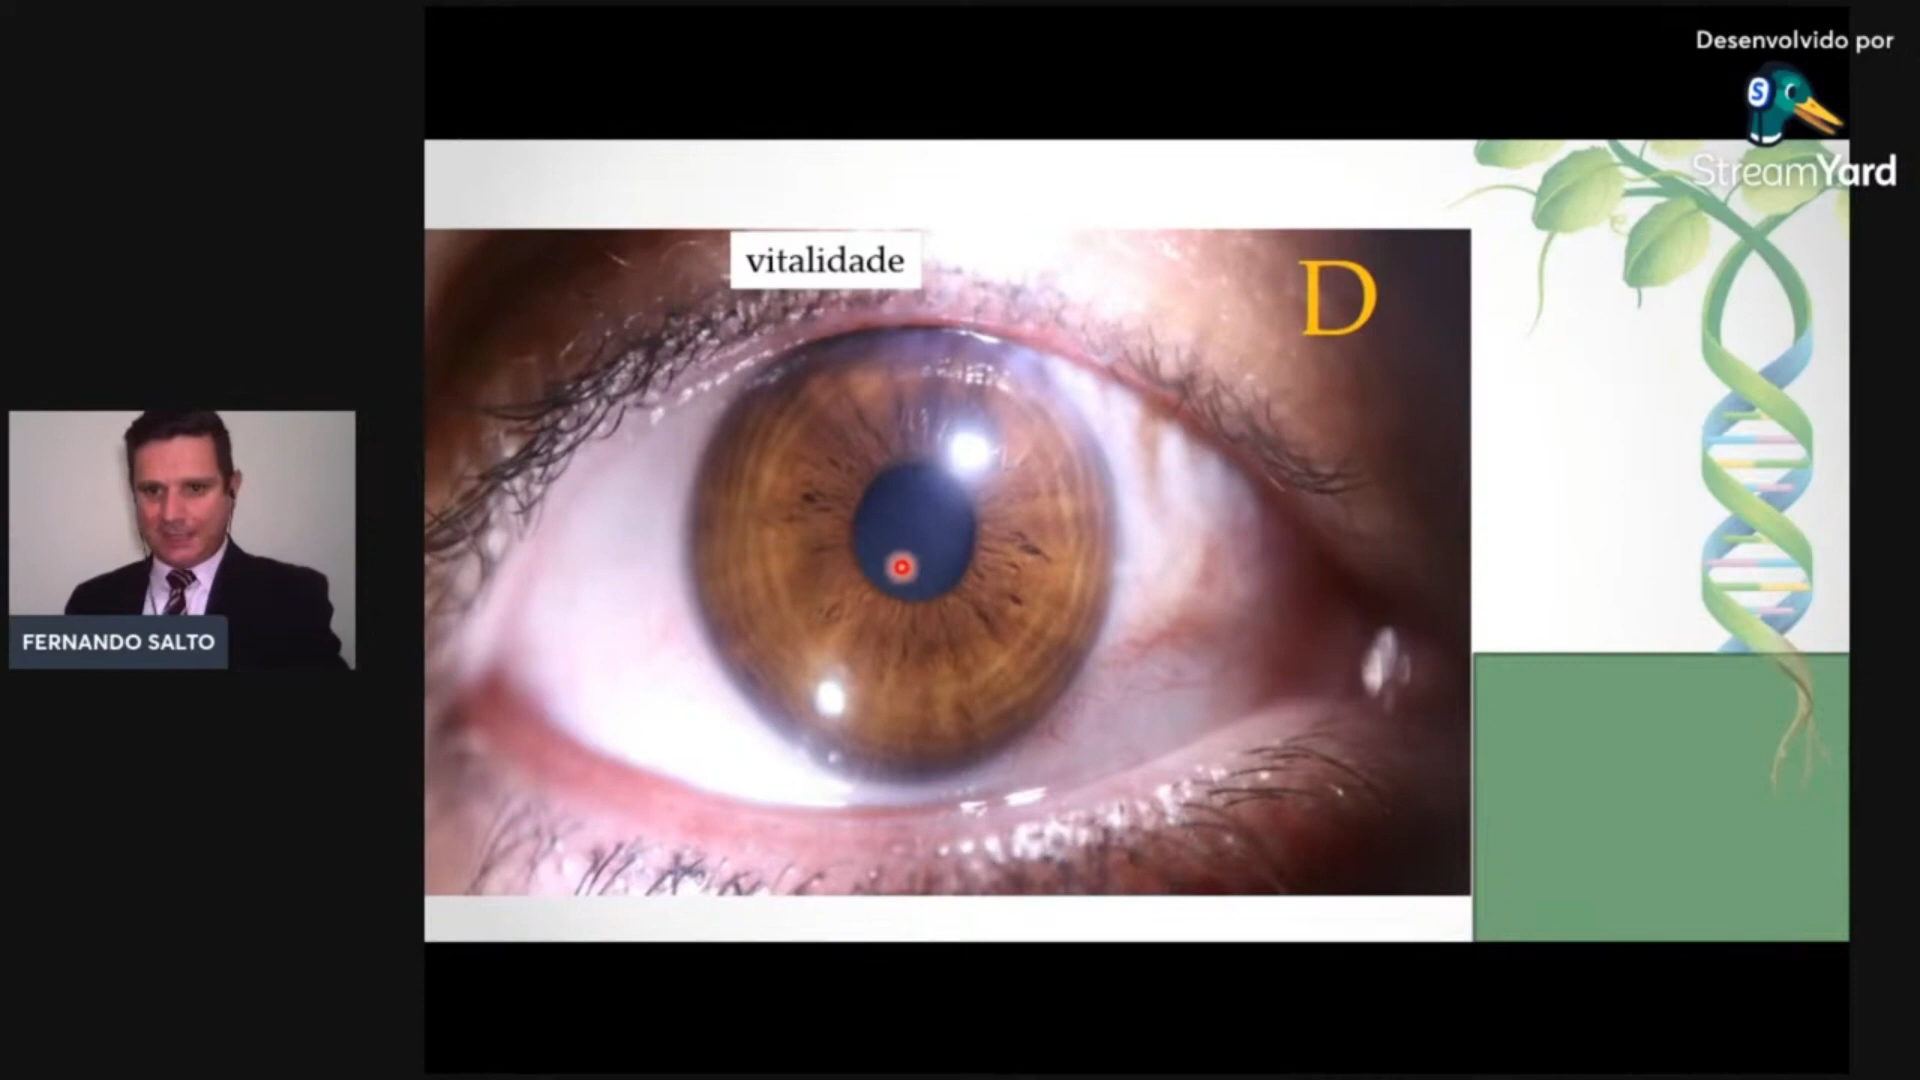 Desenvolvido por
S
StreamYard
vitalidade
D
FERNANDO SALTO